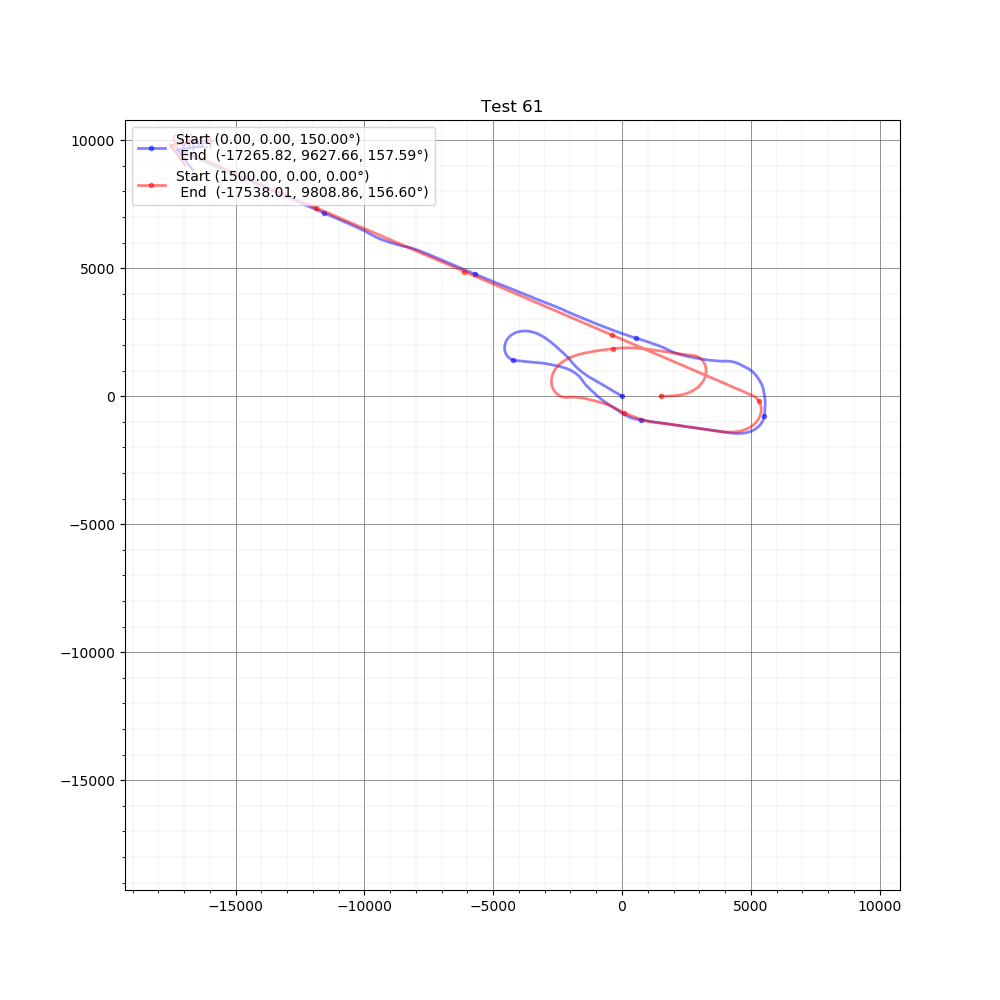 Test 61
Start (0.00, 0.00, 150.00°)
End (-17265.82, 9627.66, 157.59°)
Start (1500.00, 0.00, 0.00°)
End (-17538.01, 9808.86, 156.60°)
10000
5000
0
−5000
−10000
−15000
−15000 −10000 −5000 0 5000 10000